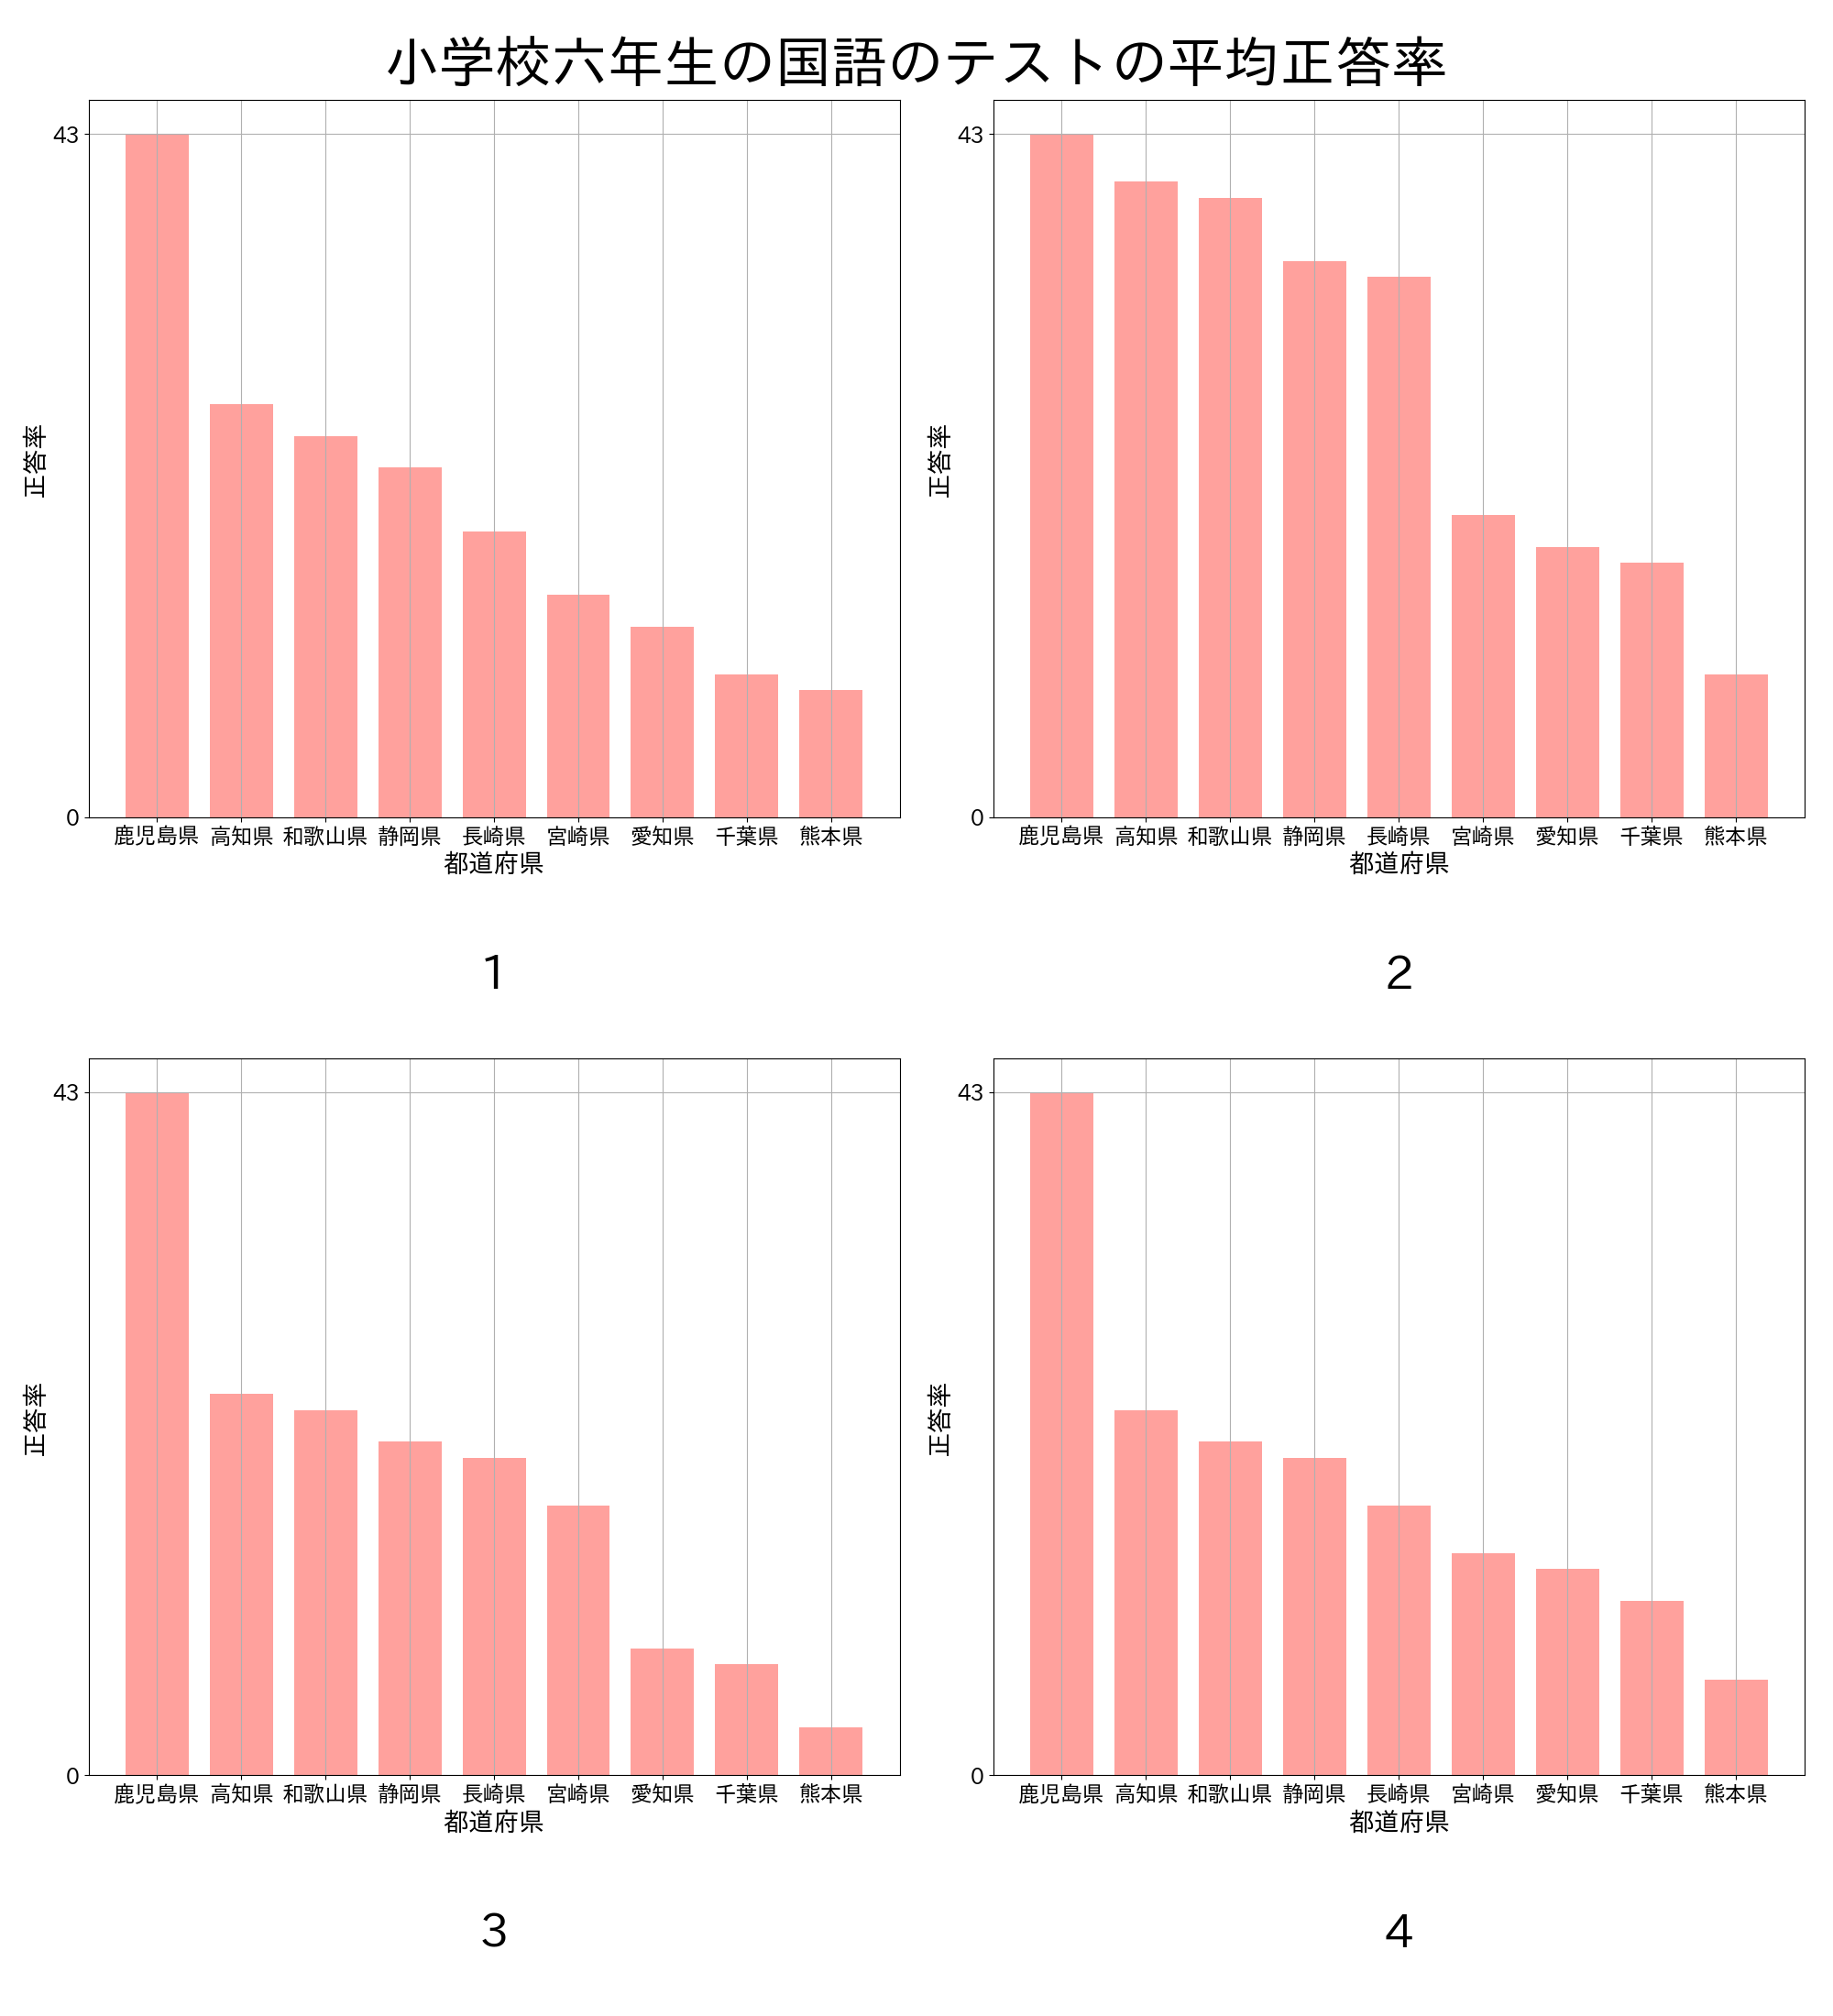 小学校六年生の国語のテストの平均正答率
43
0
正答率
鹿児島県 高知県 和歌山県 静岡県 長崎県 宮崎県 愛知県 千葉県 熊本県
都道府県
1
43
0
正答率
鹿児島県 高知県 和歌山県 静岡県 長崎県 宮崎県 愛知県 千葉県 熊本県
都道府県
2
43
0
正答率
鹿児島県 高知県 和歌山県 静岡県 長崎県 宮崎県 愛知県 千葉県 熊本県
都道府県
3
43
0
正答率
鹿児島県 高知県 和歌山県 静岡県 長崎県 宮崎県 愛知県 千葉県 熊本県
都道府県
4